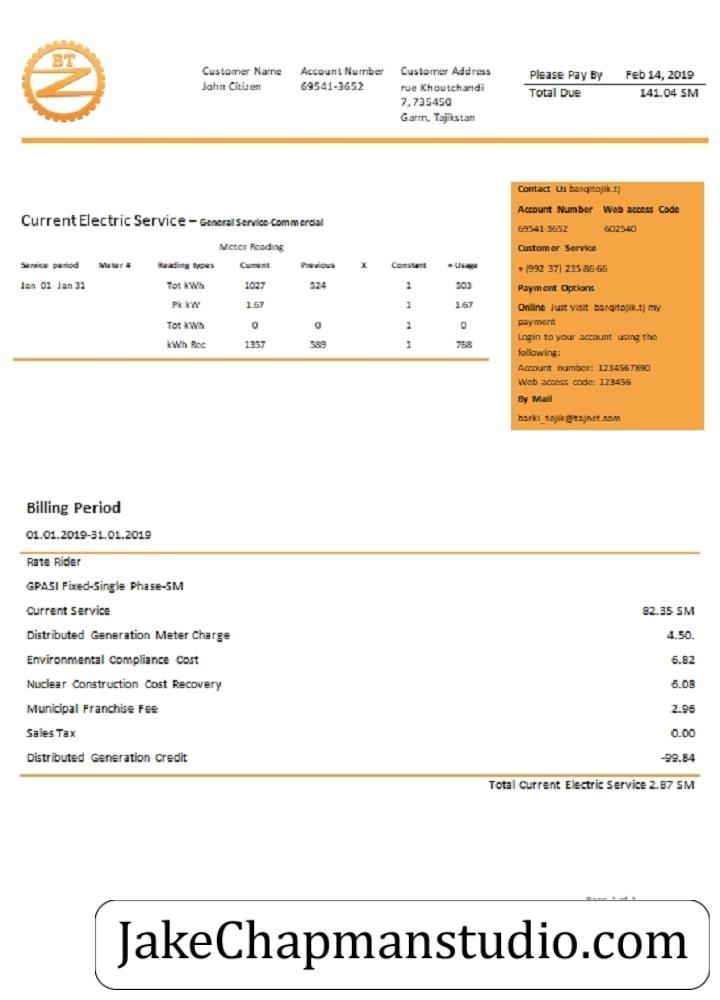 BT
Z
Customer Name Account Number Customer Address
John Citizen 69541-3652 rue Khoutchandi
7, 735450
Garm, Tajikstan
Please Pay By Feb 14, 2019
Total Due 141.04 SM
Current Electric Service – General Service-Commercial
Meter Reading
Service period Meter # Reading types Current Previous X Constant = Usage
Jan 01 Jan 31 Tot kWh 1027 524 1 503
Pk kW 1.67 1 1.67
Tot kWh 0 0 1 0
kWh Rec 1357 589 1 768
Contact Us barqitojik.tj
Account Number Web access Code
69541-3652 602540
Customer Service
+ (992 37) 235-86-66
Payment Options
Online Just visit barqitojik.tj my
payment
Login to your account using the
following:
Account number: 1234567890
Web access code: 123456
By Mail
barki_tojik@tajnet.som
Billing Period
01.01.2019-31.01.2019
Rate Rider
GPASI Fixed-Single Phase-SM
Current Service 82.35 SM
Distributed Generation Meter Charge 4.50.
Environmental Compliance Cost 6.82
Nuclear Construction Cost Recovery 6.08
Municipal Franchise Fee 2.96
Sales Tax 0.00
Distributed Generation Credit -99.84
Total Current Electric Service 2.87 SM
JakeChapmanstudio.com